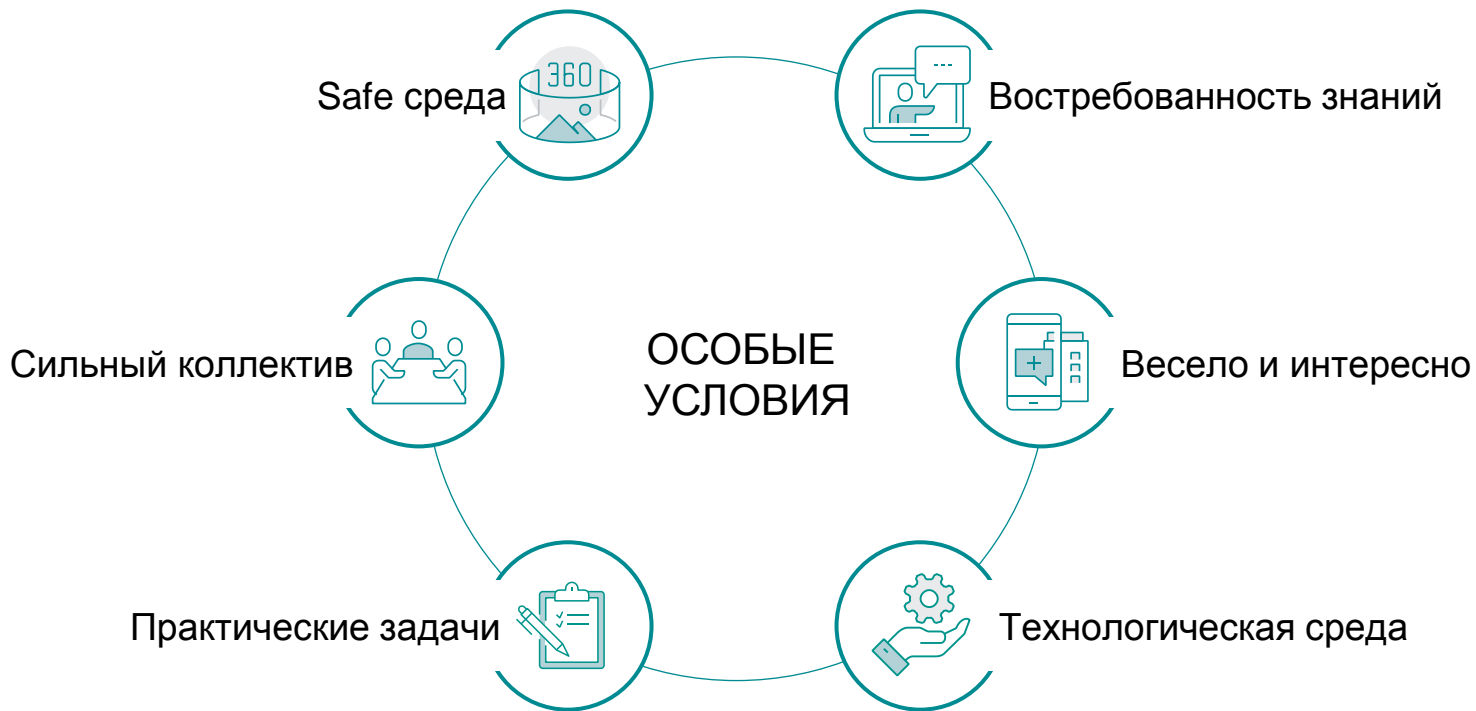 Safe среда
360
Востребованность знаний
Сильный коллектив
ОСОБЫЕ
УСЛОВИЯ
Весело и интересно
Практические задачи
Технологическая среда